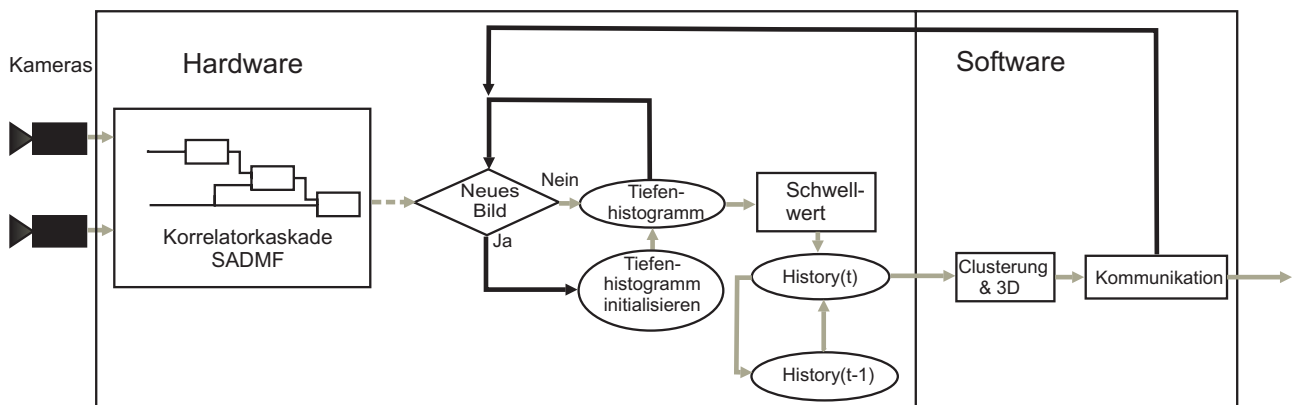 Kameras
Hardware
Software
Korrelatorkaskade
SADMF
Neues
Bild
Nein
Ja
Tiefen-
histogramm
Tiefen-
histogramm
initialisieren
Schwell-
wert
History(t)
History(t-1)
Clusterung
& 3D
Kommunikation